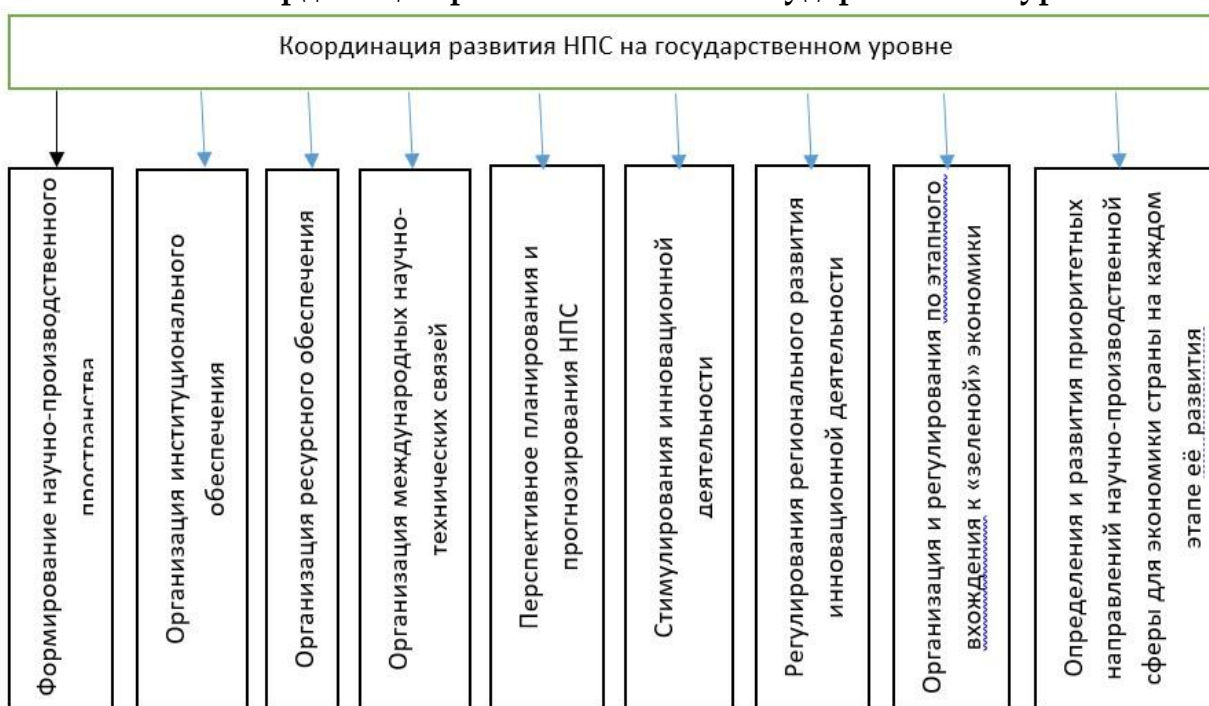 Координация развития НПС на государственном уровне
Формирование научно-производственного
пространства
Организация институционального
обеспечения
Организация ресурсного обеспечения
Организация международных научно-
технических связей
Перспективное планирования и
прогнозирования НПС
Стимулирования инновационной
деятельности
Регулирования регионального развития
инновационной деятельности
Организация и регулирования по этапного
вхождения к «зеленой» экономики
Определения и развития приоритетных
направлений научно-производственной
сферы для экономики страны на каждом
этапе её развития